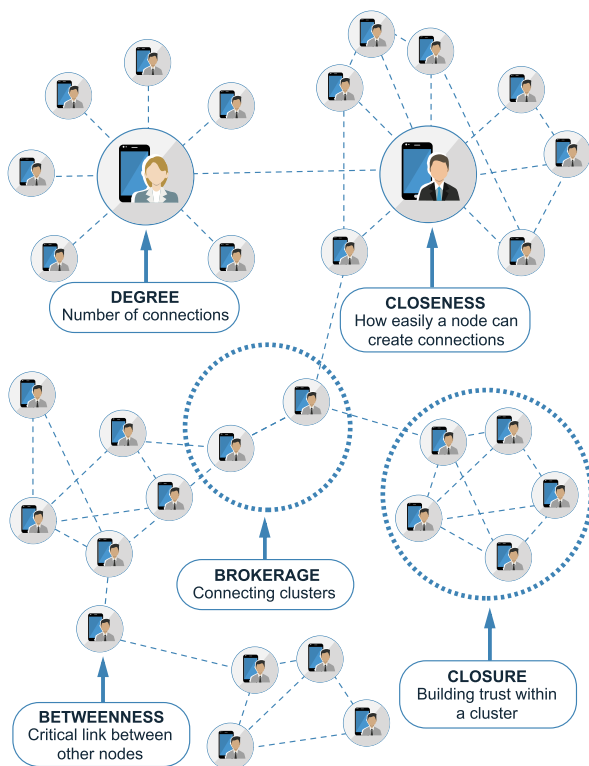 DEGREE
Number of connections
CLOSENESS
How easily a node can
create connections
BROKERAGE
Connecting clusters
CLOSURE
Building trust within
a cluster
BETWEENNESS
Critical link between
other nodes